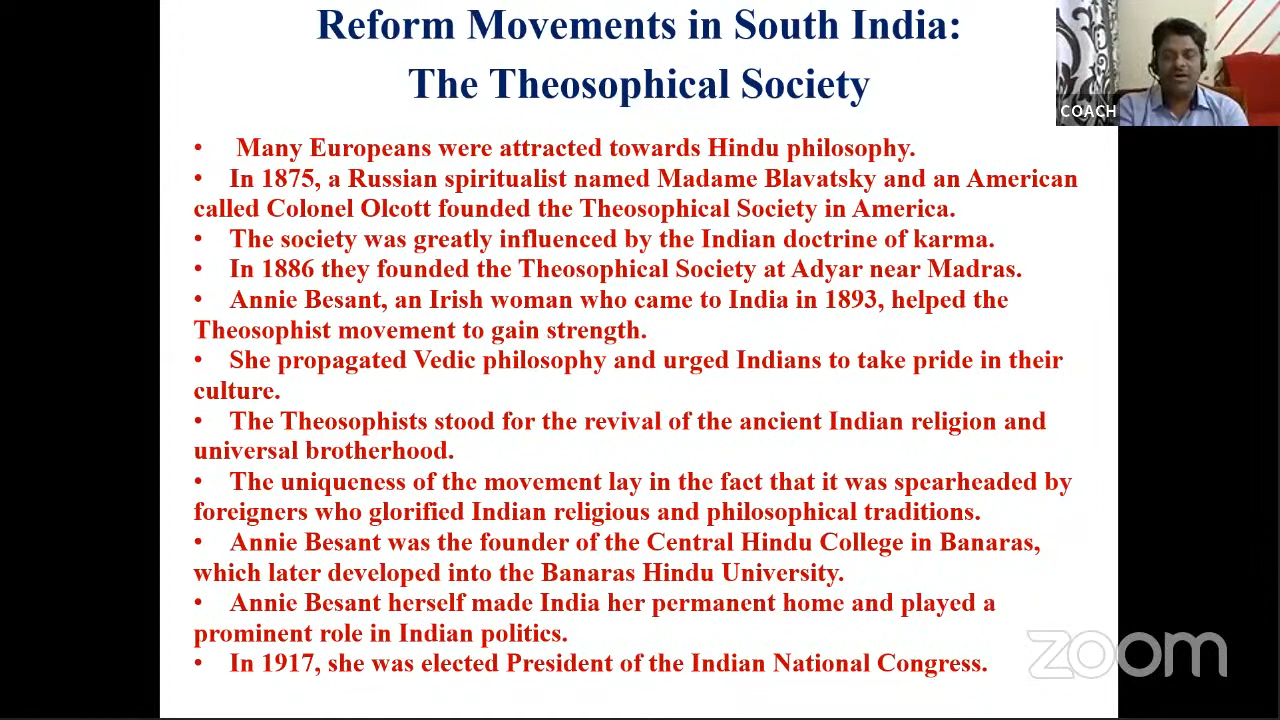 Reform Movements in South India:
The Theosophical Society
COACH
• Many Europeans were attracted towards Hindu philosophy.
• In 1875, a Russian spiritualist named Madame Blavatsky and an American
called Colonel Olcott founded the Theosophical Society in America.
• The society was greatly influenced by the Indian doctrine of karma.
• In 1886 they founded the Theosophical Society at Adyar near Madras.
• Annie Besant, an Irish woman who came to India in 1893, helped the
Theosophist movement to gain strength.
• She propagated Vedic philosophy and urged Indians to take pride in their
culture.
• The Theosophists stood for the revival of the ancient Indian religion and
universal brotherhood.
• The uniqueness of the movement lay in the fact that it was spearheaded by
foreigners who glorified Indian religious and philosophical traditions.
• Annie Besant was the founder of the Central Hindu College in Banaras,
which later developed into the Banaras Hindu University.
• Annie Besant herself made India her permanent home and played a
prominent role in Indian politics.
• In 1917, she was elected President of the Indian National Congress.
zoom